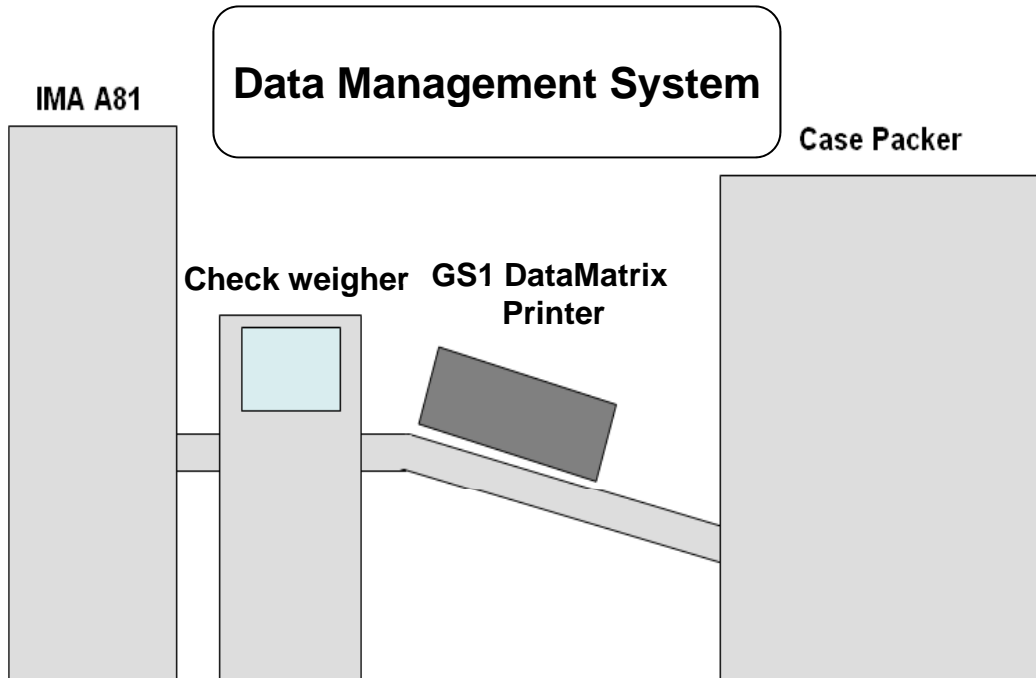 Data Management System
IMA A81
Case Packer
Check weigher
GS1 DataMatrix
Printer